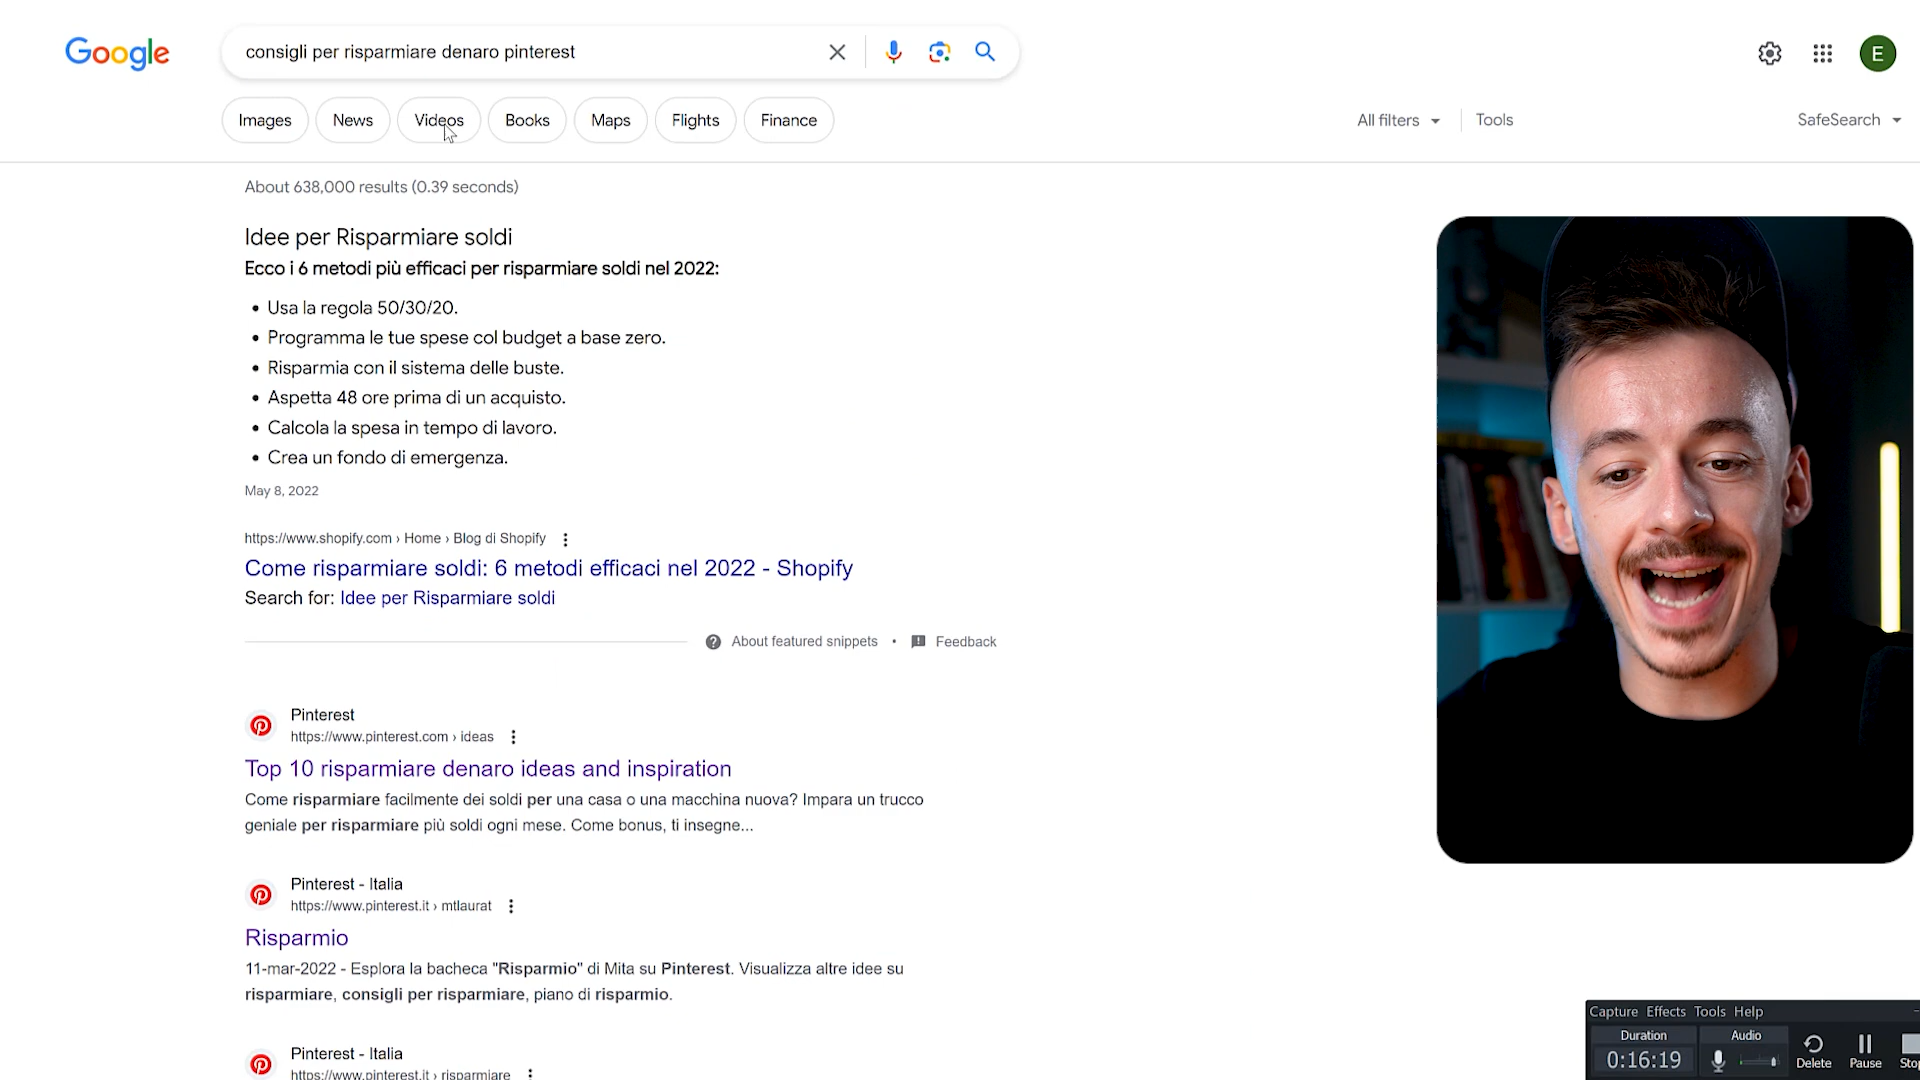 Google
consigli per risparmiare denaro pinterest
E
Images
News
Videos
Books
Maps
Flights
Finance
All filters
Tools
SafeSearch
About 638,000 results (0.39 seconds)
Idee per Risparmiare soldi
Ecco i 6 metodi più efficaci per risparmiare soldi nel 2022:
• Usa la regola 50/30/20.
• Programma le tue spese col budget a base zero.
• Risparmia con il sistema delle buste.
• Aspetta 48 ore prima di un acquisto.
• Calcola la spesa in tempo di lavoro.
• Crea un fondo di emergenza.
May 8, 2022
https://www.shopify.com › Home › Blog di Shopify
Come risparmiare soldi: 6 metodi efficaci nel 2022 - Shopify
Search for: Idee per Risparmiare soldi
About featured snippets • Feedback
Pinterest
https://www.pinterest.com › ideas
Top 10 risparmiare denaro ideas and inspiration
Come risparmiare facilmente dei soldi per una casa o una macchina nuova? Impara un trucco
geniale per risparmiare più soldi ogni mese. Come bonus, ti insegne...
Pinterest - Italia
https://www.pinterest.it › mtlaurat
Risparmio
11-mar-2022 - Esplora la bacheca "Risparmio" di Mita su Pinterest. Visualizza altre idee su
risparmiare, consigli per risparmiare, piano di risparmio.
Pinterest - Italia
https://www.pinterest.it › risparmiare
Capture Effects Tools Help
Duration
0:16:19
Audio
Delete
Pause
Sto